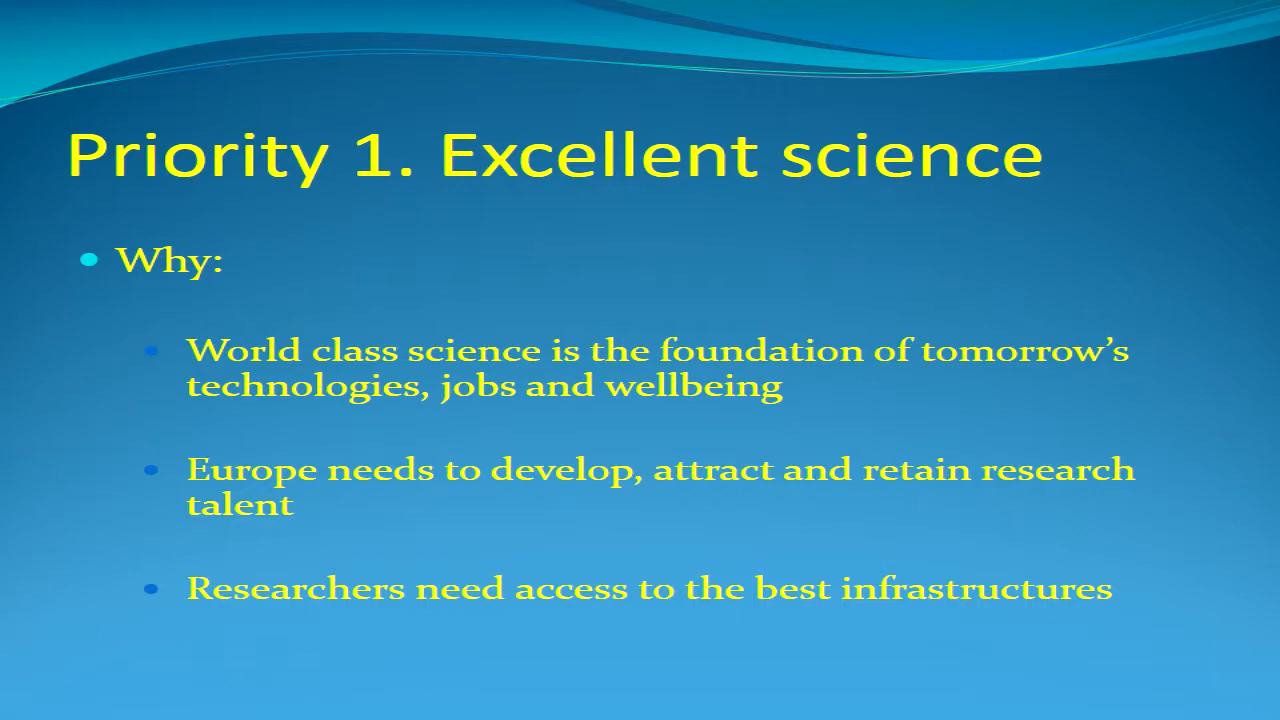 Priority 1. Excellent science
• Why:
• World class science is the foundation of tomorrow’s
technologies, jobs and wellbeing
• Europe needs to develop, attract and retain research
talent
• Researchers need access to the best infrastructures